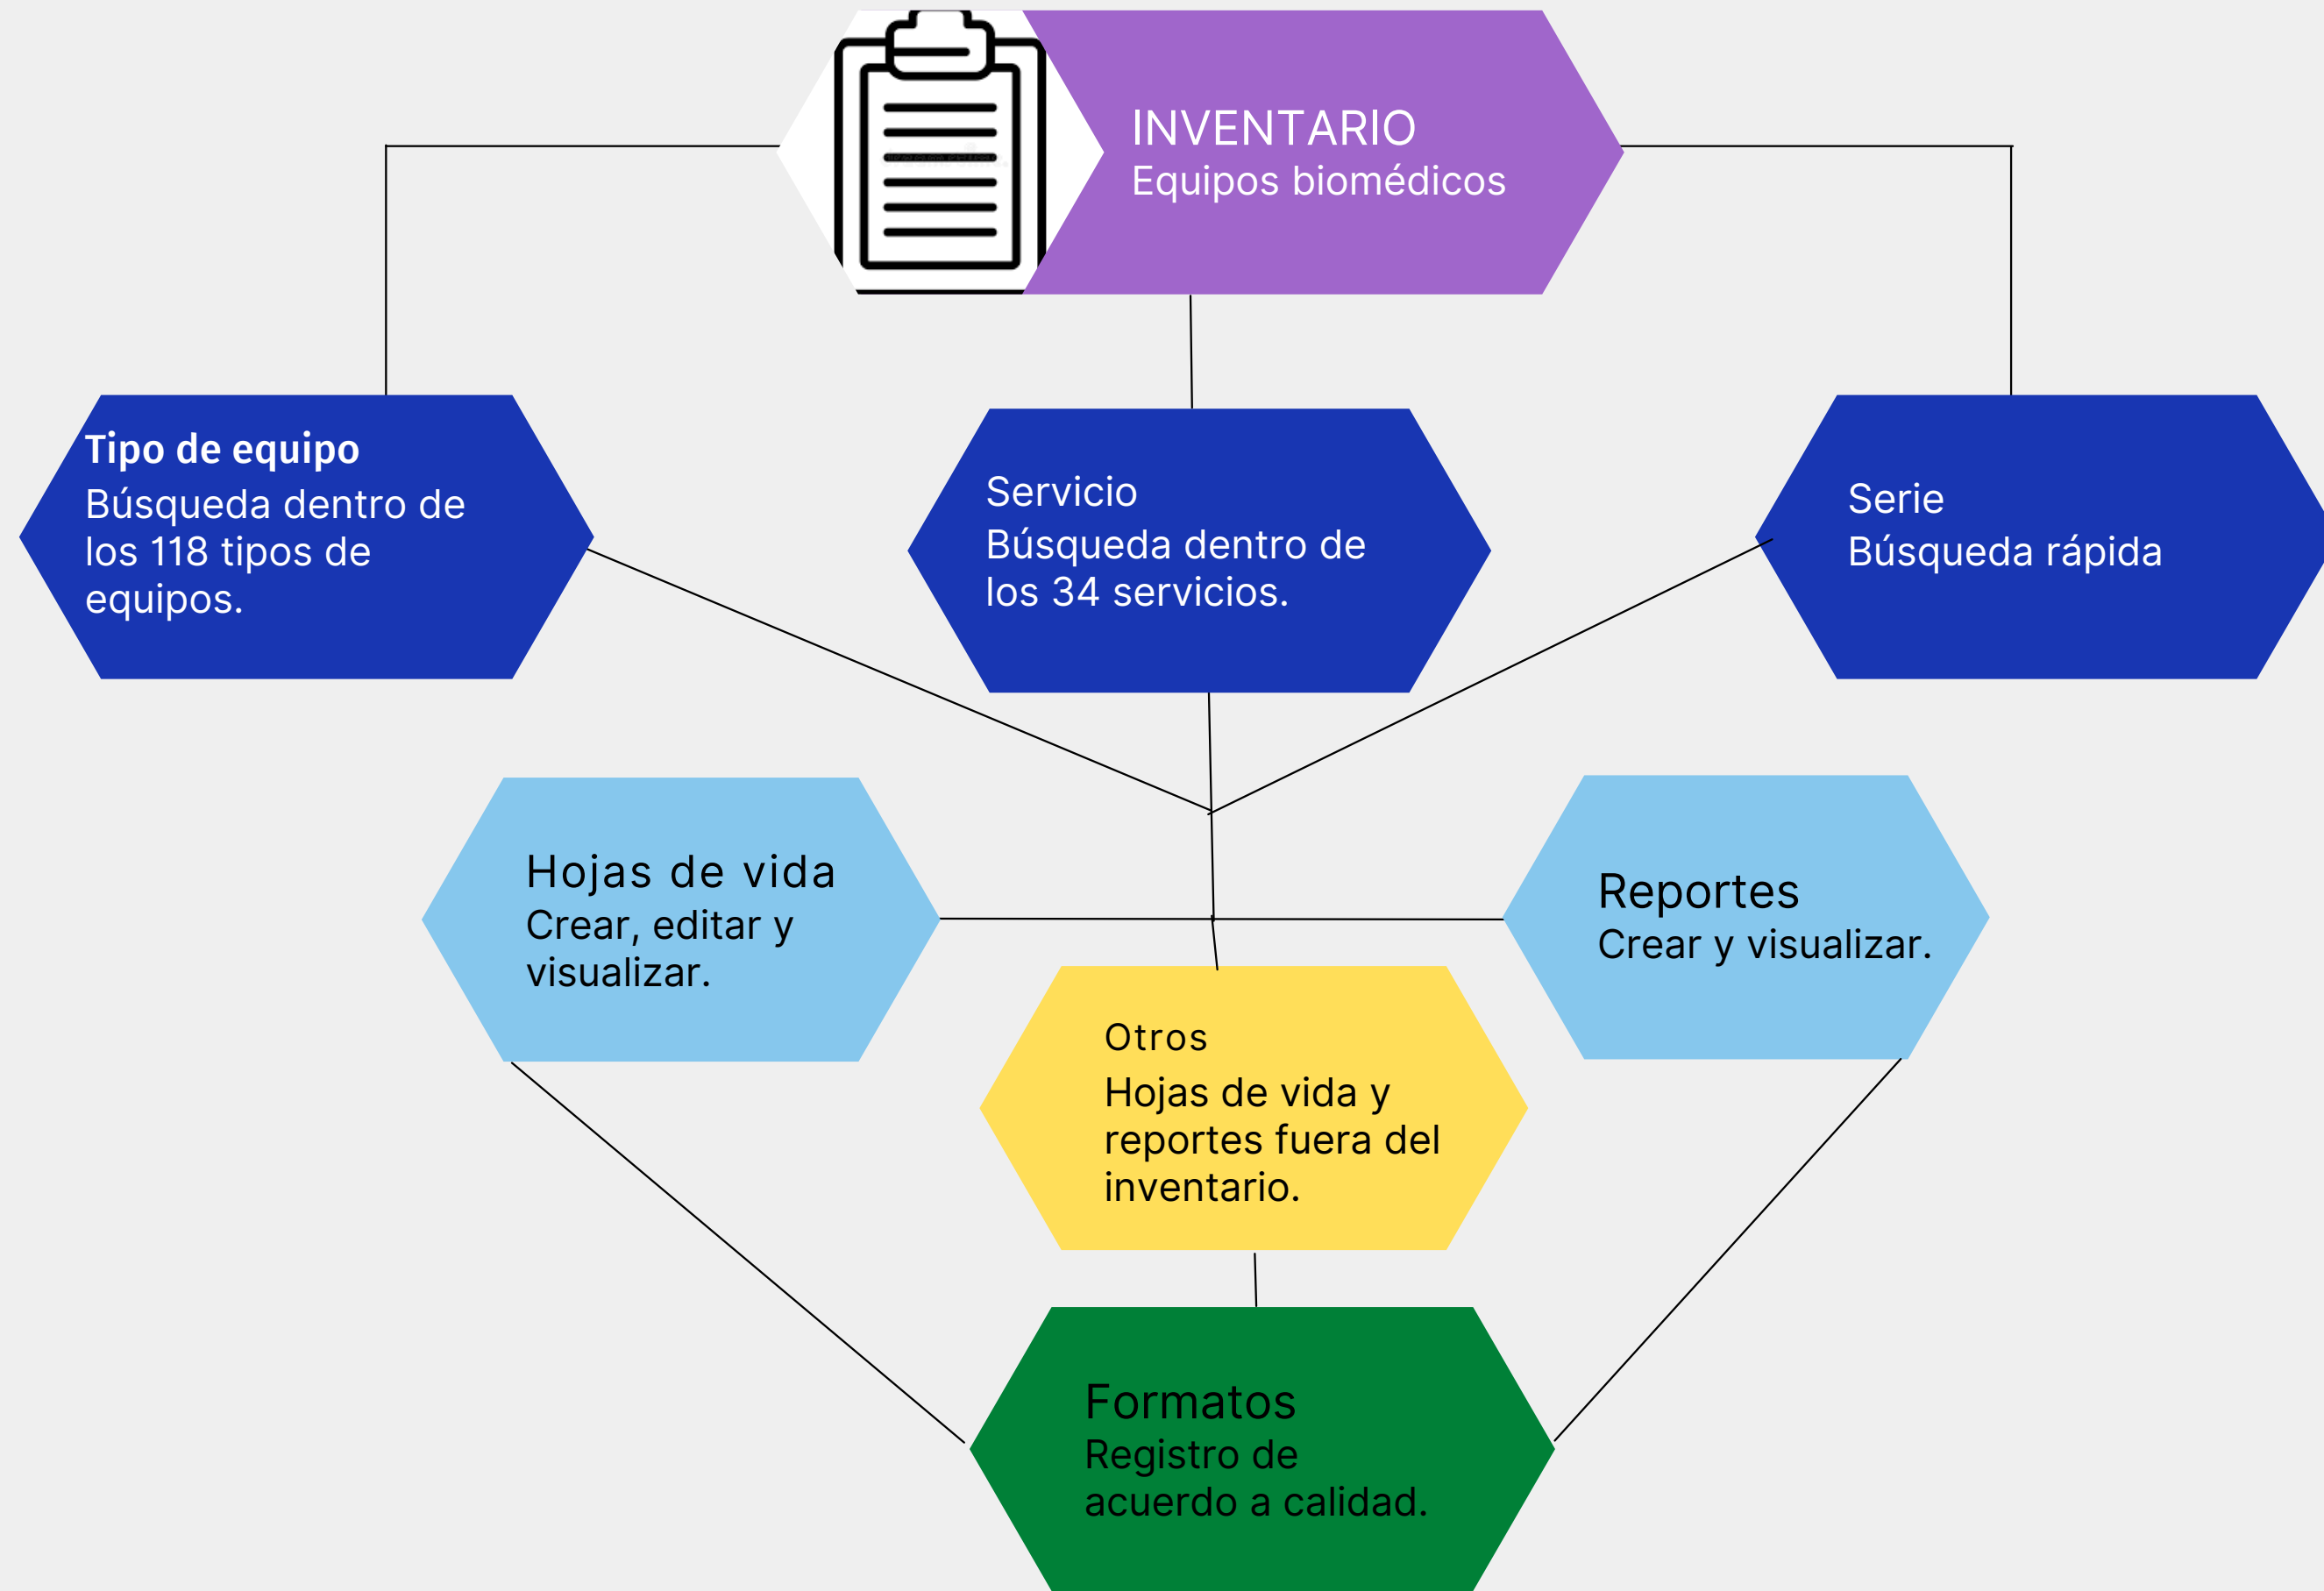 INVENTARIO
Equipos biomédicos
Tipo de equipo
Búsqueda dentro de
los 118 tipos de
equipos.
Servicio
Búsqueda dentro de
los 34 servicios.
Serie
Búsqueda rápida
Hojas de vida
Crear, editar y
visualizar.
Reportes
Crear y visualizar.
Otros
Hojas de vida y
reportes fuera del
inventario.
Formatos
Registro de
acuerdo a calidad.